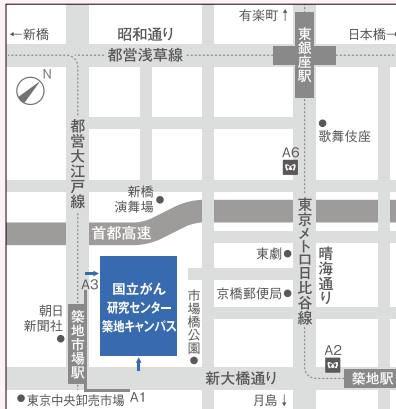 有楽町↑
←新橋
昭和通り
日本橋→
都営浅草線
東銀座駅
N
歌舞伎座
都営大江戸線
A6
新橋
演舞場
首都高速
東京メトロ日比谷線
晴海通り
東劇
A3
国立がん
研究センター
築地キャンパス
市場橋公園
京橋郵便局
朝日
新聞社
築地市場駅
A2
新大橋通り
築地駅
東京中央卸売市場
A1
月島↓